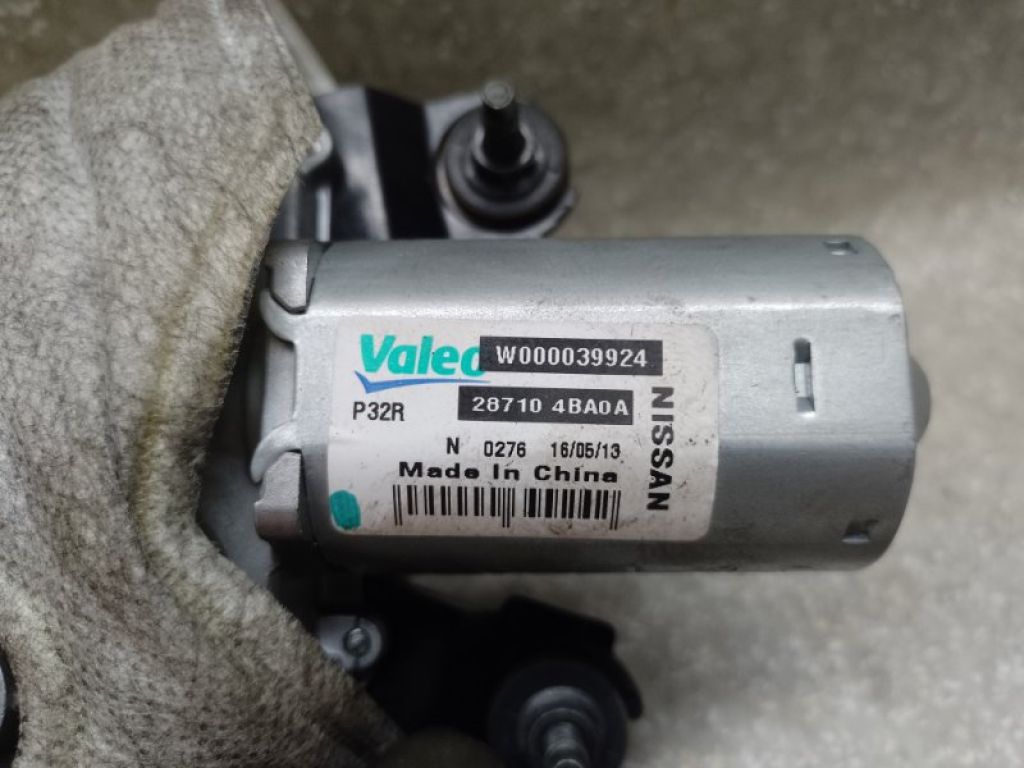 Valeo W000039924
P32R 28710 4BA0A
N 0276 16/05/13
Made In China
NISSAN